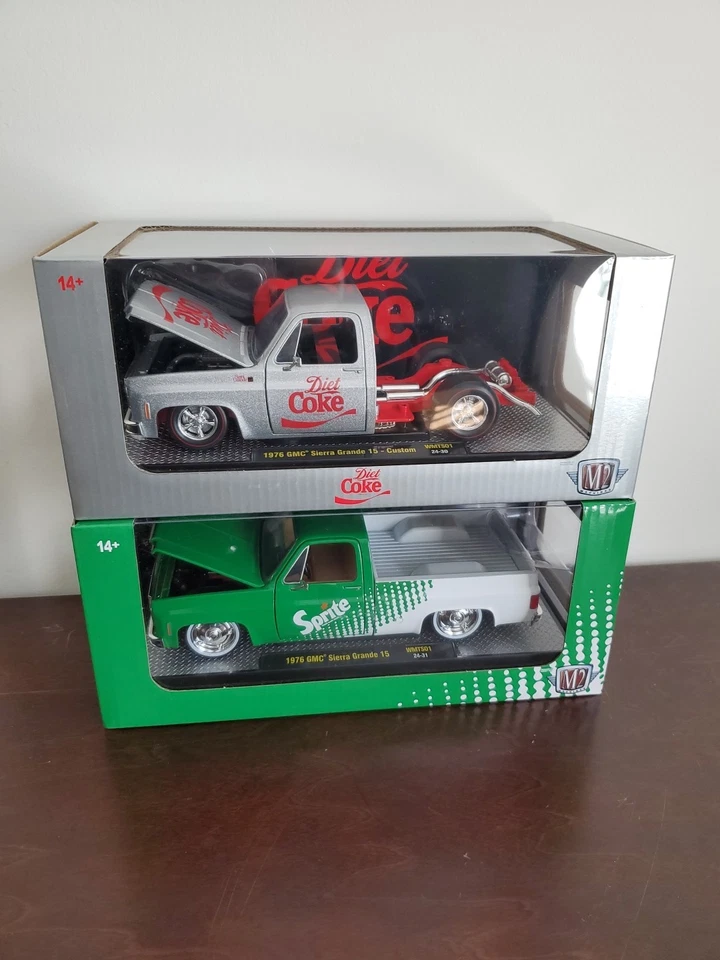 14+
Diet
Coke
Diet
Coke
1976 GMC® Sierra Grande 15 - Custom
WMTS01
24-30
Diet
Coke
M2
14+
Sprite
1976 GMC® Sierra Grande 15
WMTS01
24-31
M2